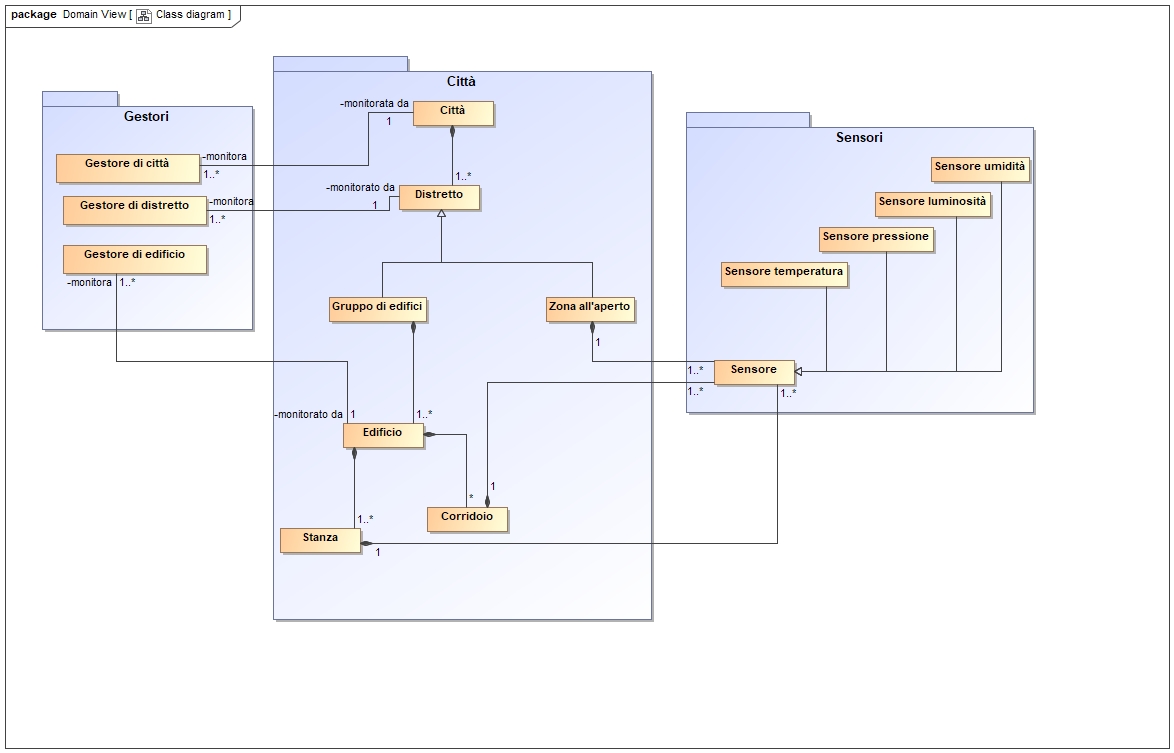 package Domain View [ Class diagram ]
Città
Gestori
Sensori
-monitorata da
1
Città
-monitora
1..*
Gestore di città
1..*
-monitorato da
1
Distretto
-monitora
1..*
Gestore di distretto
Gestore di edificio
-monitora
1..*
Sensore umidità
Sensore luminosità
Sensore pressione
Sensore temperatura
Gruppo di edifici
Zona all'aperto
1
1..*
1..*
Sensore
1..*
-monitorato da
1
1..*
Edificio
1
*
1..*
Corridoio
Stanza
1